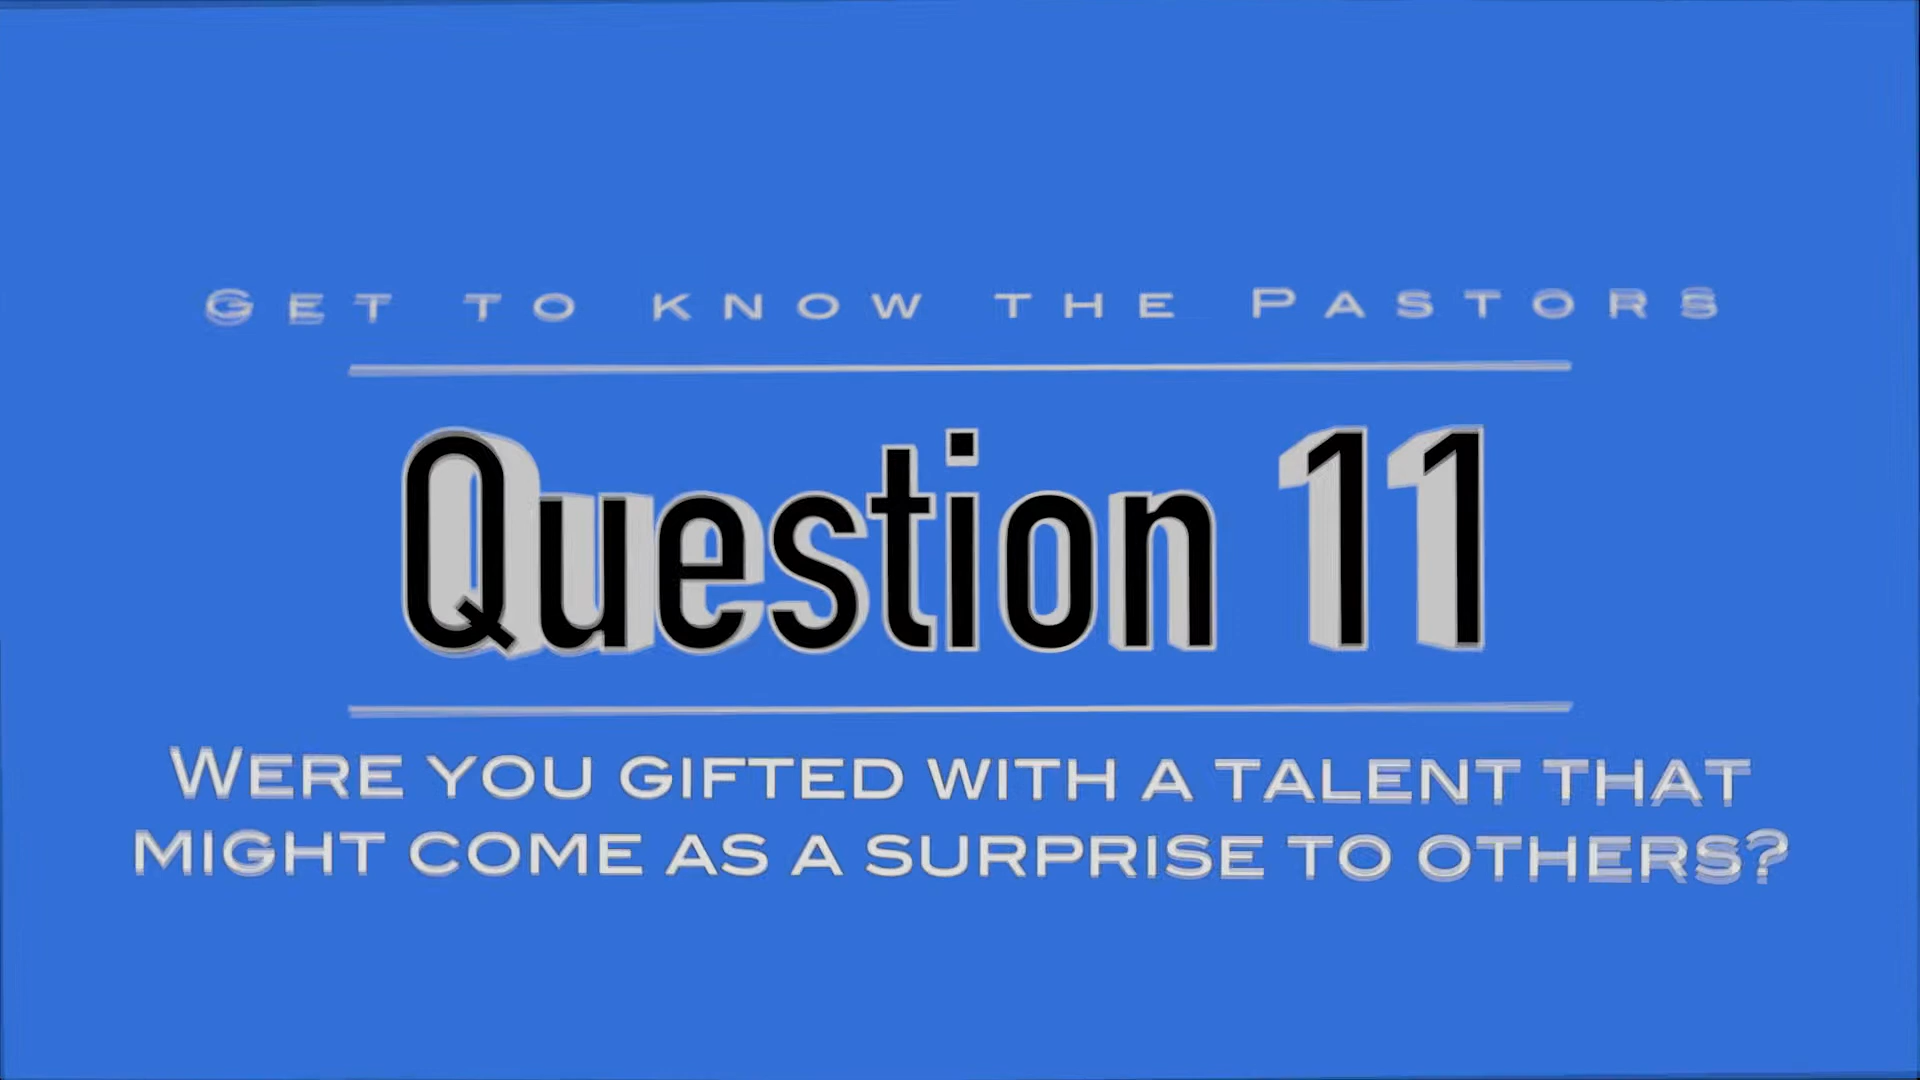 Get to know the Pastors
Question 11
Were you gifted with a talent that
might come as a surprise to others?